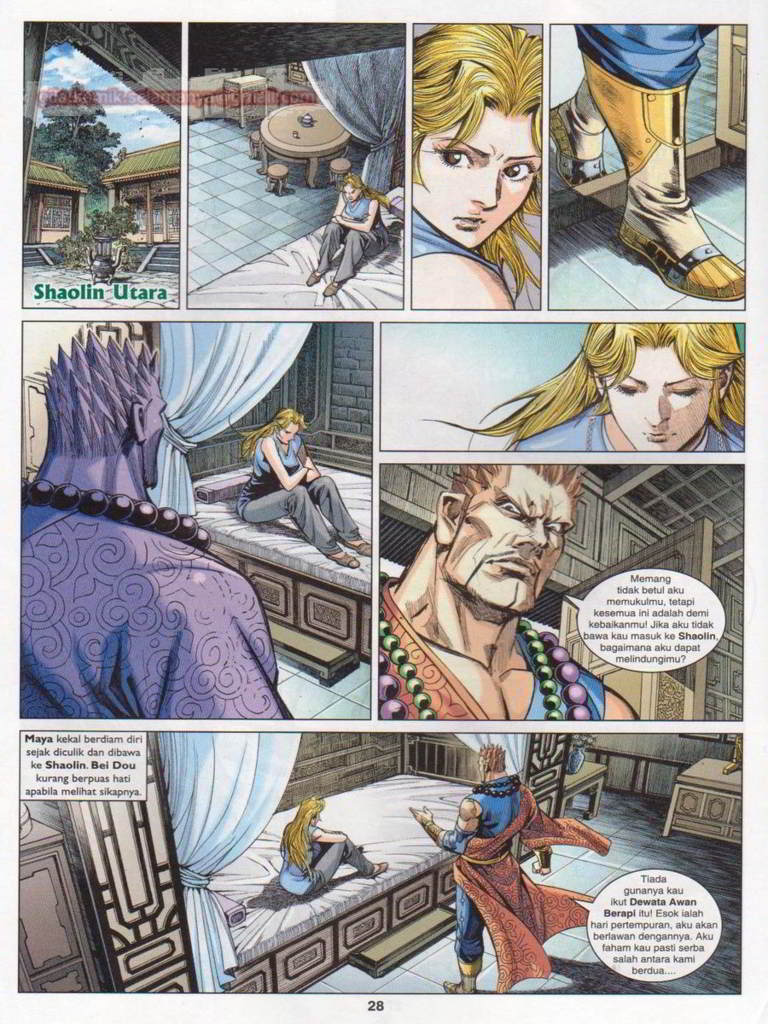 Shaolin Utara
Memang
tidak betul aku
memukulmu, tetapi
kesemua ini adalah demi
kebaikanmu! Jika aku tidak
bawa kau masuk ke Shaolin,
bagaimana aku dapat
melindungimu?
Maya kekal berdiam diri
sejak diculik dan dibawa
ke Shaolin. Bei Dou
kurang berpuas hati
apabila melihat sikapnya.
Tiada
gunanya kau
ikut Dewata Awan
Berapi itu! Esok ialah
hari pertempuran, aku akan
berlawan dengannya. Aku
faham kau pasti serba
salah antara kami
berdua....
28